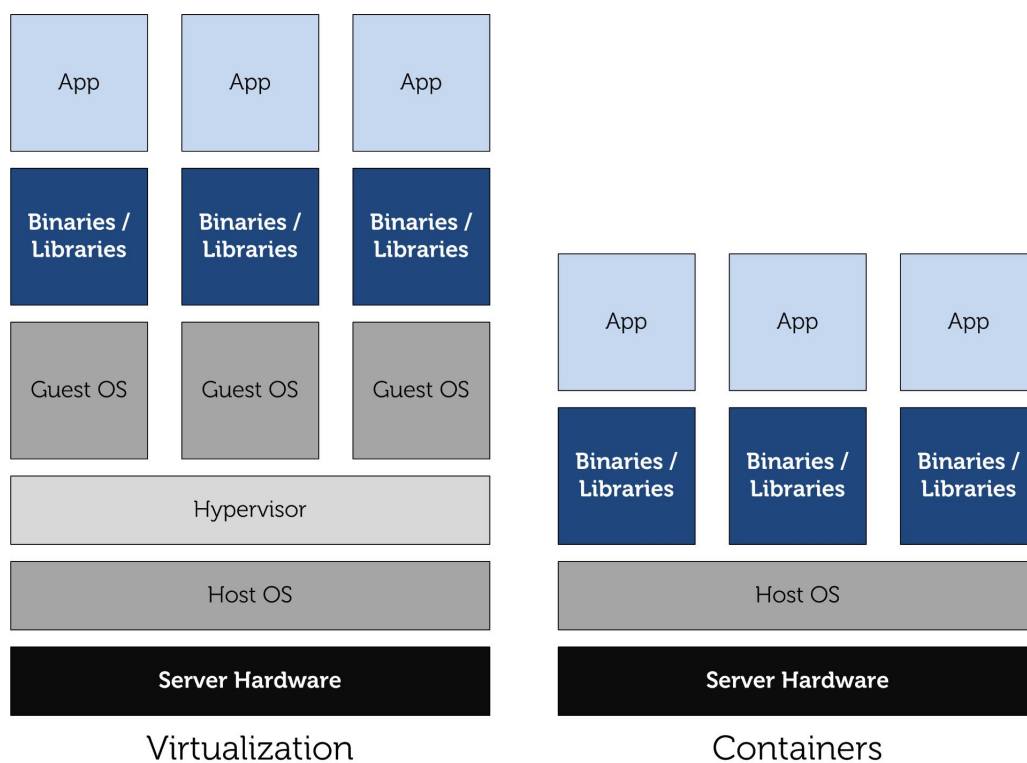 App
App
App
Binaries /
Libraries
Binaries /
Libraries
Binaries /
Libraries
Guest OS
Guest OS
Guest OS
Hypervisor
Host OS
Server Hardware
Virtualization
App
App
App
Binaries /
Libraries
Binaries /
Libraries
Binaries /
Libraries
Host OS
Server Hardware
Containers